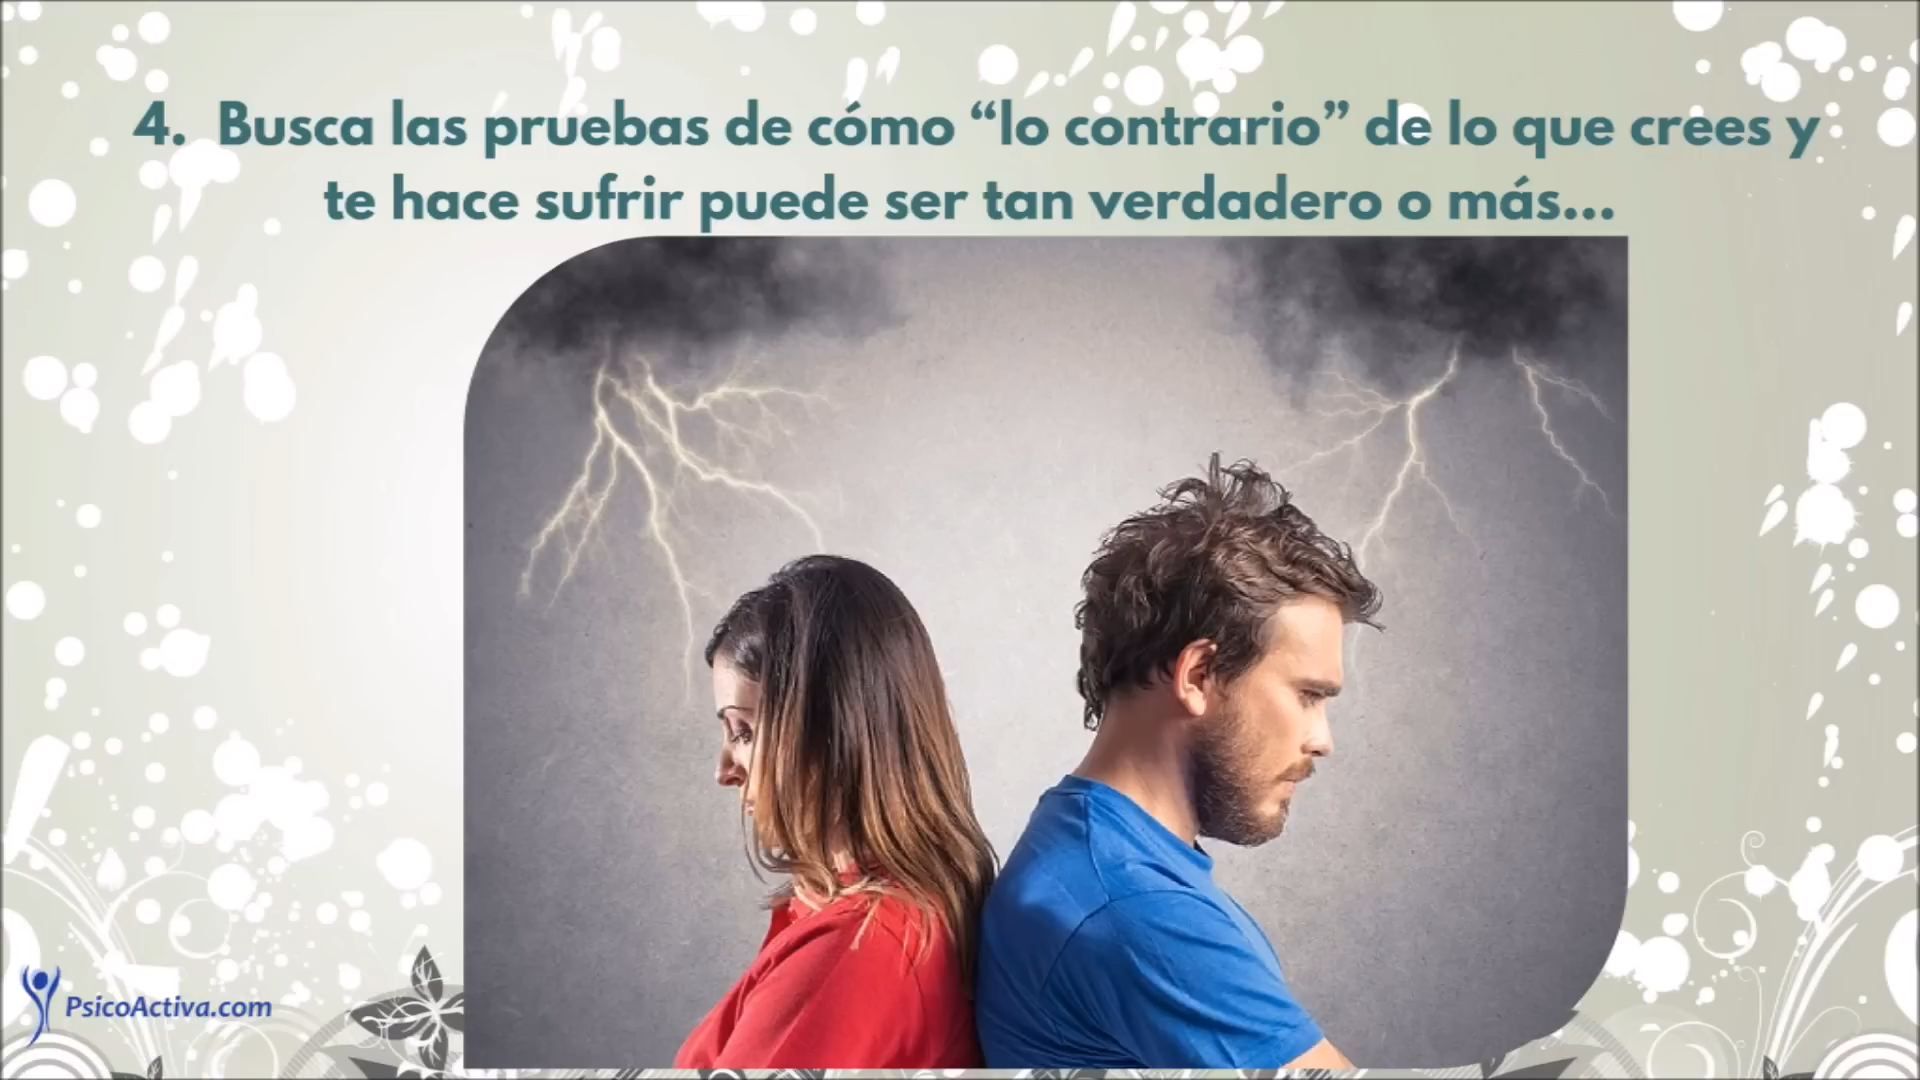 4. Busca las pruebas de cómo “lo contrario” de lo que crees y
te hace sufrir puede ser tan verdadero o más...
PsicoActiva.com